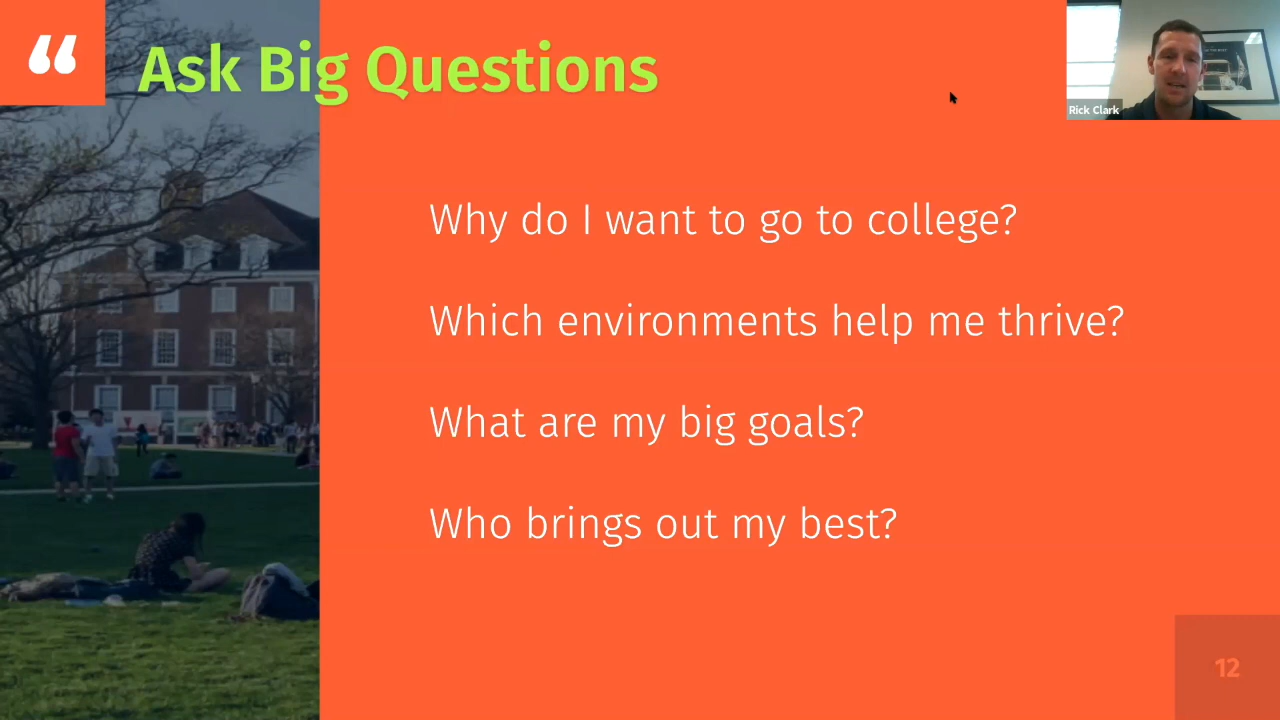 “
Ask Big Questions
Rick Clark
Why do I want to go to college?
Which environments help me thrive?
What are my big goals?
Who brings out my best?
12